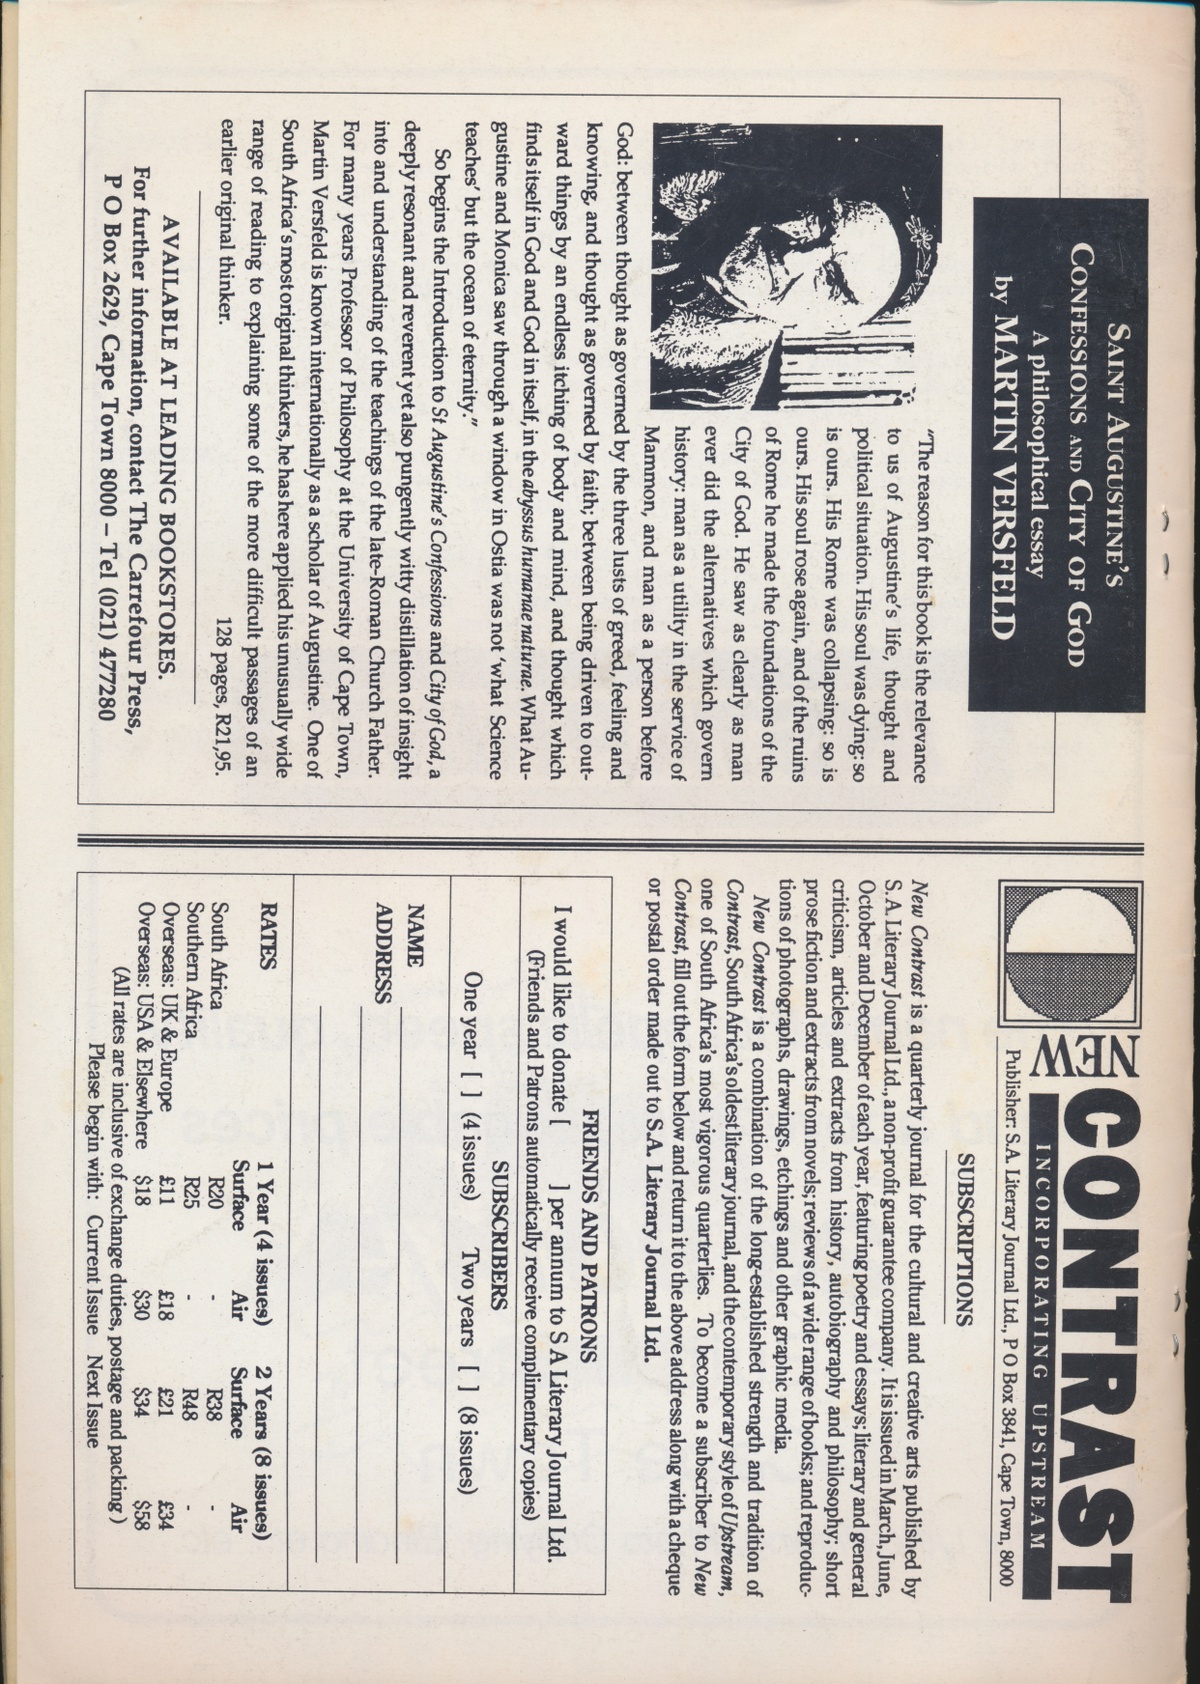 SAINT AUGUSTINE'S
CONFESSIONS AND CITY OF GOD
A philosophical essay
by MARTIN VERSFELD
"The reason for this book is the relevance
to us of Augustine's life, thought and
political situation. His soul was dying: so
is ours. His Rome was collapsing: so is
ours. His soul rose again, and of the ruins
of Rome he made the foundations of the
City of God. He saw as clearly as man
ever did the alternatives which govern
history: man as a utility in the service of
Mammon, and man as a person before
God: between thought as governed by the three lusts of greed, feeling and
knowing, and thought as governed by faith; between being driven to out-
ward things by an endless itching of body and mind, and thought which
finds itself in God and God in itself, in the abyssus humanae naturae. What Au-
gustine and Monica saw through a window in Ostia was not 'what Science
teaches' but the ocean of eternity."
So begins the Introduction to St Augustine's Confessions and City of God, a
deeply resonant and reverent yet also pungently witty distillation of insight
into and understanding of the teachings of the late-Roman Church Father.
For many years Professor of Philosophy at the University of Cape Town,
Martin Versfeld is known internationally as a scholar of Augustine. One of
South Africa's most original thinkers, he has here applied his unusually wide
range of reading to explaining some of the more difficult passages of an
earlier original thinker. 128 pages, R21,95.
AVAILABLE AT LEADING BOOKSTORES.
For further information, contact The Carrefour Press,
P O Box 2629, Cape Town 8000 – Tel (021) 477280
NEW CONTRAST
INCORPORATING UPSTREAM
Publisher: S.A. Literary Journal Ltd., P O Box 3841, Cape Town, 8000
SUBSCRIPTIONS
New Contrast is a quarterly journal for the cultural and creative arts published by
S.A. Literary Journal Ltd., a non-profit guarantee company. It is issued in March, June,
October and December of each year, featuring poetry and essays; literary and general
criticism, articles and extracts from history, autobiography and philosophy; short
prose fiction and extracts from novels; reviews of a wide range of books; and reproduc-
tions of photographs, drawings, etchings and other graphic media.
New Contrast is a combination of the long-established strength and tradition of
Contrast, South Africa's oldest literary journal, and the contemporary style of Upstream,
one of South Africa's most vigorous quarterlies. To become a subscriber to New
Contrast, fill out the form below and return it to the above address along with a cheque
or postal order made out to S.A. Literary Journal Ltd.
FRIENDS AND PATRONS
I would like to donate [ ] per annum to S A Literary Journal Ltd.
(Friends and Patrons automatically receive complimentary copies)
SUBSCRIBERS
One year [ ] (4 issues) Two years [ ] (8 issues)
NAME
ADDRESS
RATES 1 Year (4 issues) 2 Years (8 issues)
Surface Air Surface Air
South Africa R20 - R38 -
Southern Africa R25 - R48 -
Overseas: UK & Europe £11 £18 £21 £34
Overseas: USA & Elsewhere $18 $30 $34 $58
(All rates are inclusive of exchange duties, postage and packing)
Please begin with: Current Issue Next Issue